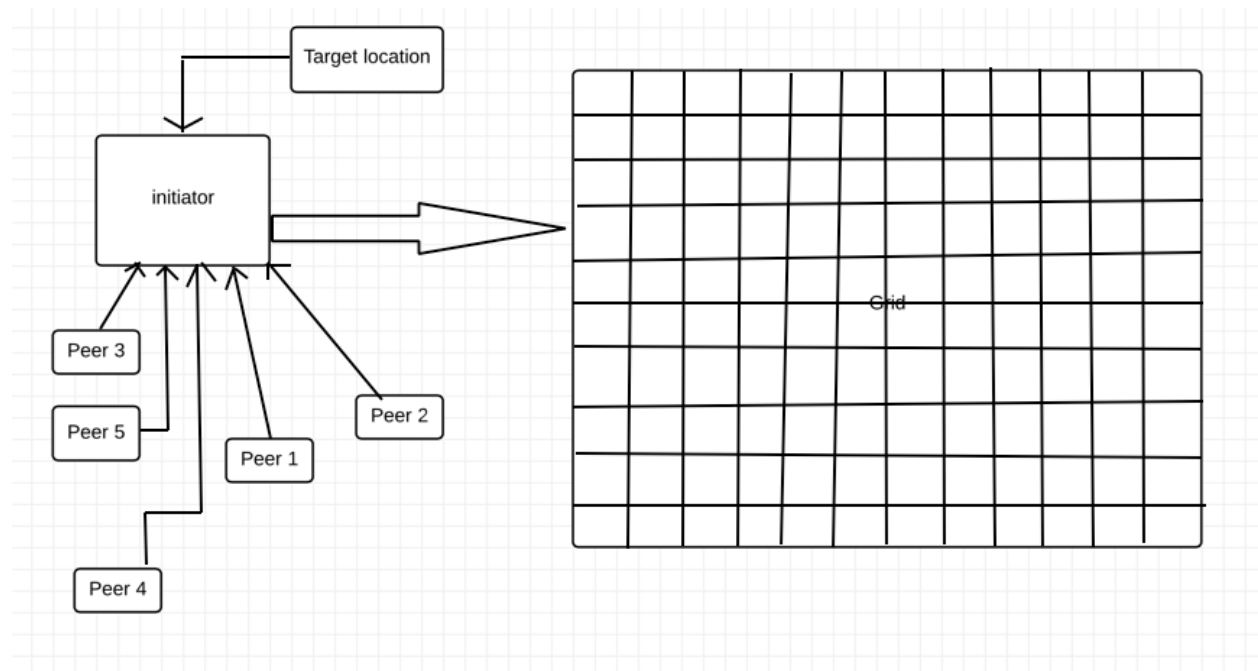 Target location
initiator
Grid
Peer 3
Peer 2
Peer 5
Peer 1
Peer 4